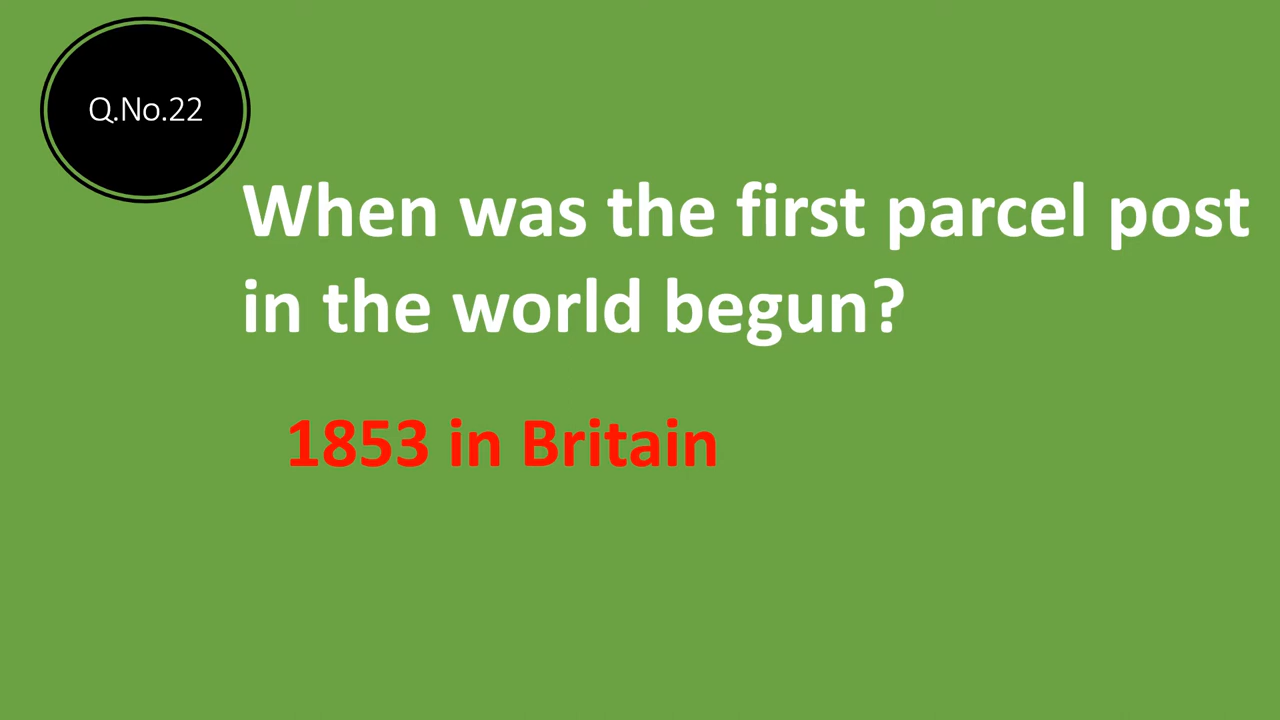 Q.No.22
When was the first parcel post
in the world begun?
1853 in Britain